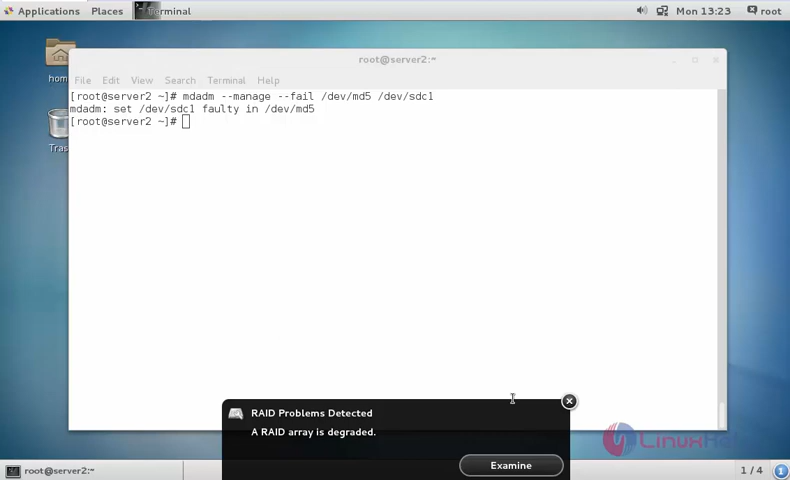 Applications Places Terminal Mon 13:23 root
root@server2:~
File Edit View Search Terminal Help
[root@server2 ~]# mdadm --manage --fail /dev/md5 /dev/sdc1
mdadm: set /dev/sdc1 faulty in /dev/md5
[root@server2 ~]#
hom
Tras
RAID Problems Detected
A RAID array is degraded.
Examine
root@server2:~
1 / 4
1